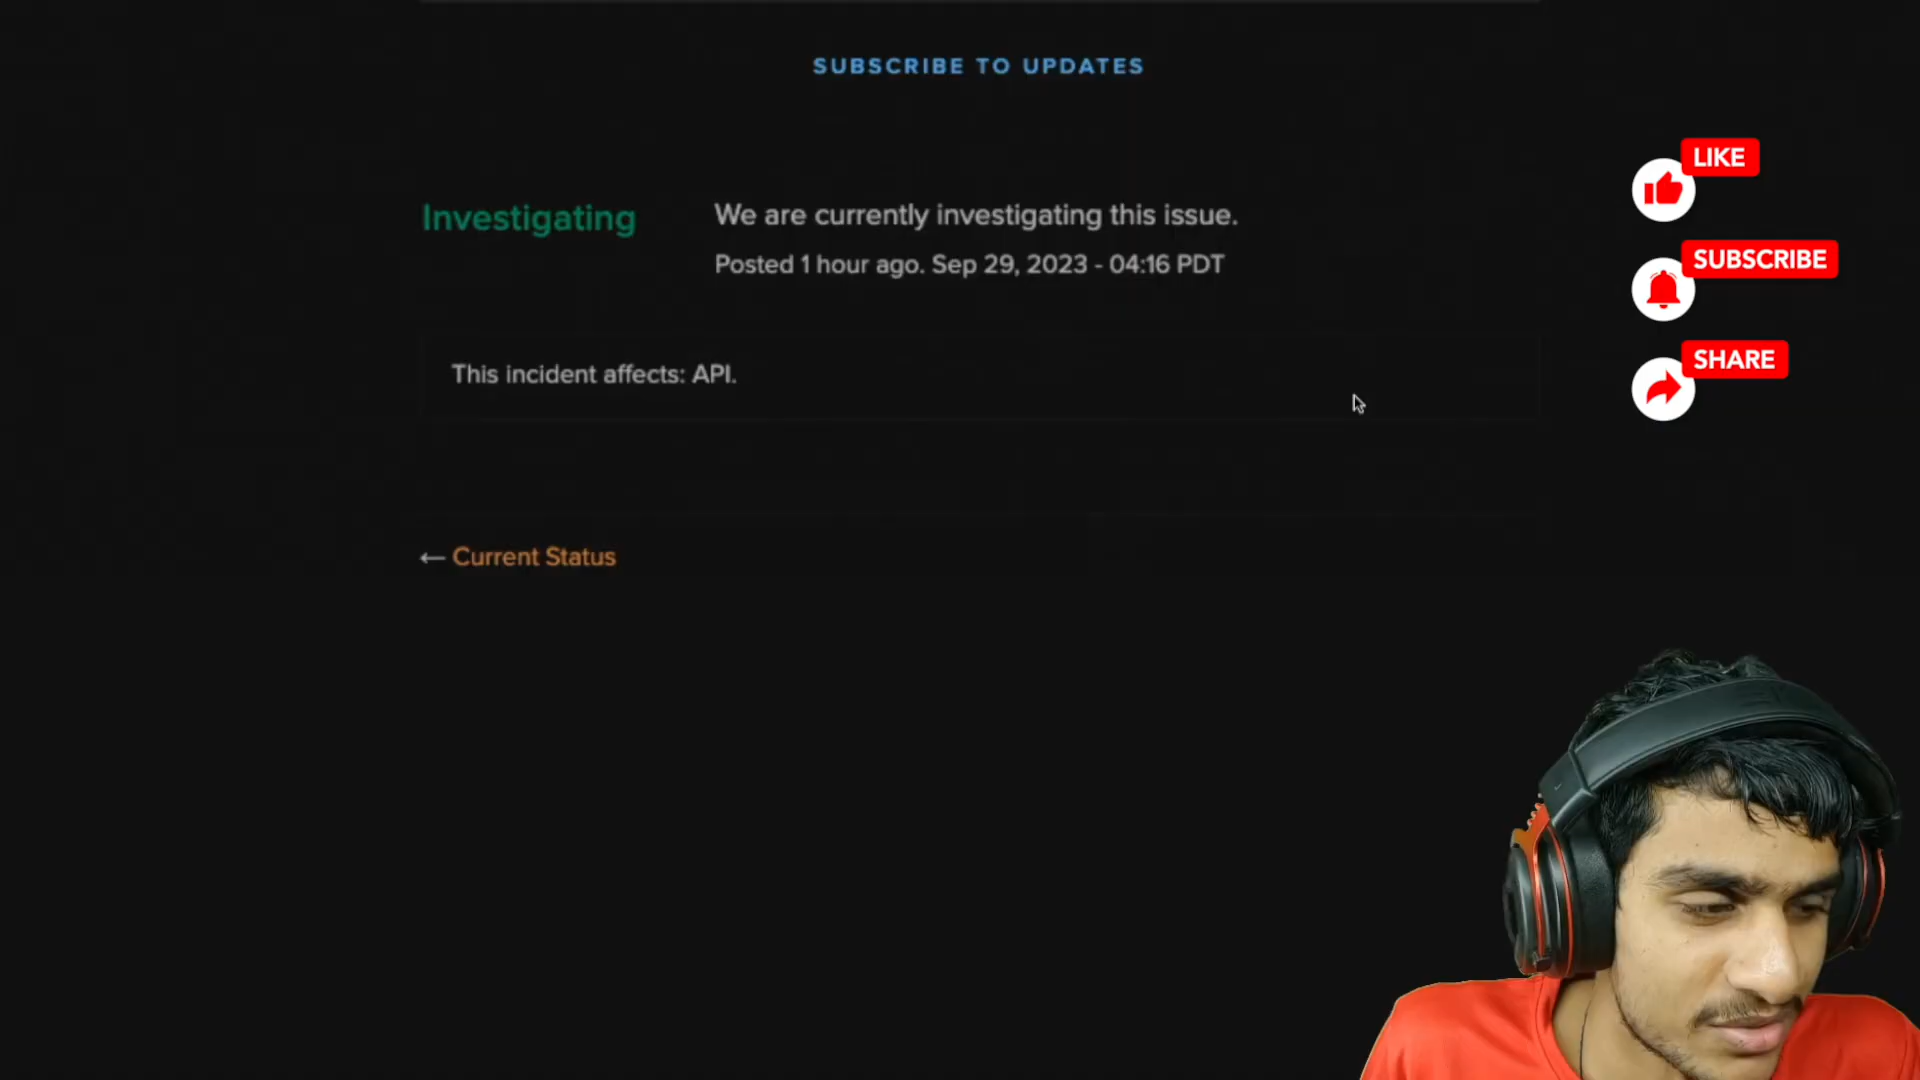 SUBSCRIBE TO UPDATES
LIKE
Investigating
We are currently investigating this issue.
Posted 1 hour ago. Sep 29, 2023 - 04:16 PDT
SUBSCRIBE
SHARE
This incident affects: API.
← Current Status